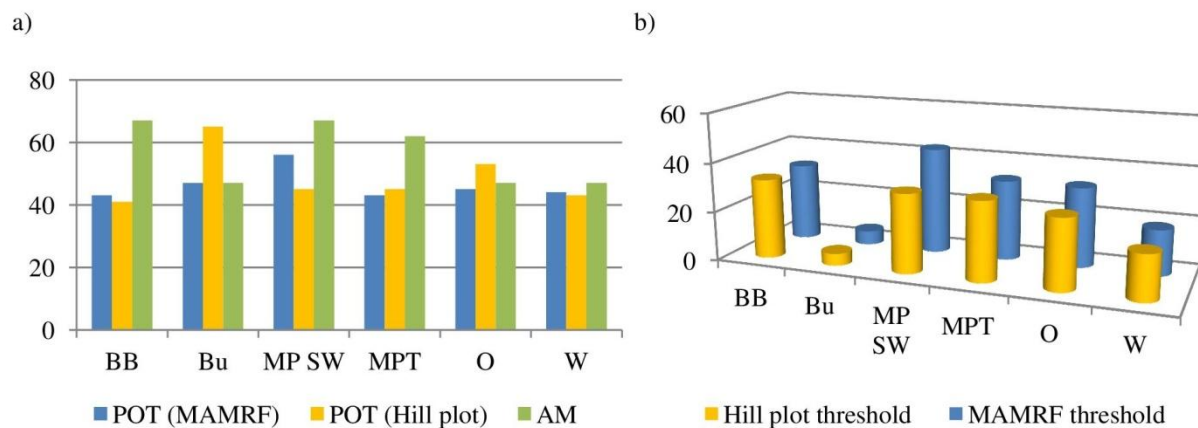 a)
80
60
40
20
0
BB Bu MP SW MPT O W
POT (MAMRF) POT (Hill plot) AM
b)
60
40
20
0
BB
Bu
MP
SW
MPT
O
W
Hill plot threshold MAMRF threshold